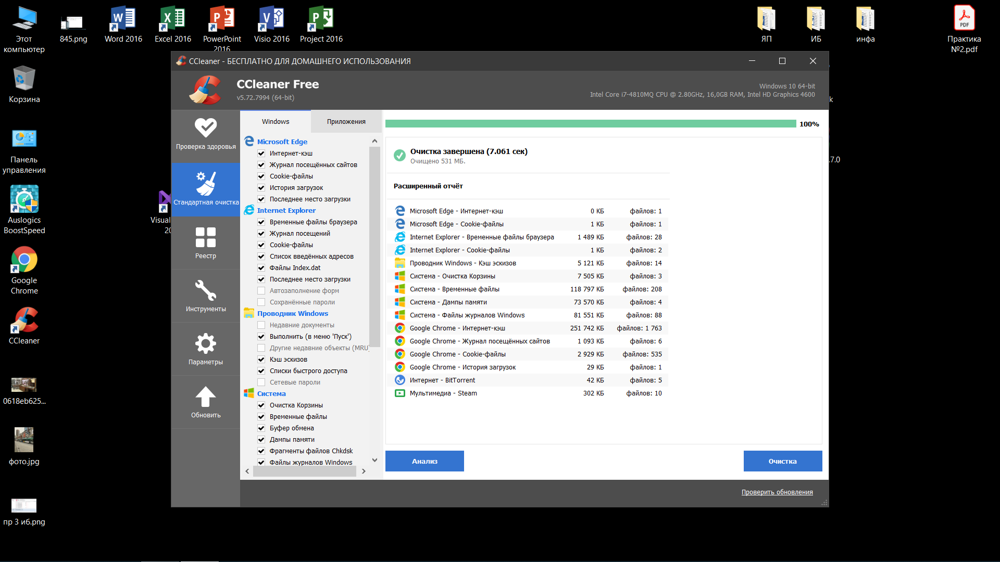 Этот
компьютер
845.png
Word 2016
Excel 2016
PowerPoint
2016
Visio 2016
Project 2016
ЯП
ИБ
инфа
Практика
№2.pdf
PDF
Корзина
Панель
управления
Auslogics
BoostSpeed
Google
Chrome
CCleaner
0618eb625...
фото.jpg
пр 3 иб.png
Visual
20
k
.7.0
CCleaner - БЕСПЛАТНО ДЛЯ ДОМАШНЕГО ИСПОЛЬЗОВАНИЯ
CCleaner Free
v5.72.7994 (64-bit)
Windows 10 64-bit
Intel Core i7-4810MQ CPU @ 2.80GHz, 16,0GB RAM, Intel HD Graphics 4600
Проверка здоровья
Стандартная очистка
Реестр
Инструменты
Параметры
Обновить
Windows
Приложения
Microsoft Edge
Интернет-кэш
Журнал посещённых сайтов
Cookie-файлы
История загрузок
Последнее место загрузки
Internet Explorer
Временные файлы браузера
Журнал посещений
Cookie-файлы
Список введённых адресов
Файлы Index.dat
Последнее место загрузки
Автозаполнение форм
Сохранённые пароли
Проводник Windows
Недавние документы
Выполнить (в меню 'Пуск')
Другие недавние объекты (MRU)
Кэш эскизов
Списки быстрого доступа
Сетевые пароли
Система
Очистка Корзины
Временные файлы
Буфер обмена
Дампы памяти
Фрагменты файлов Chkdsk
Файлы журналов Windows
100%
Очистка завершена (7.061 сек)
Очищено 531 МБ.
Расширенный отчёт
Microsoft Edge - Интернет-кэш 0 КБ файлов: 1
Microsoft Edge - Cookie-файлы 1 КБ файлов: 1
Internet Explorer - Временные файлы браузера 1 489 КБ файлов: 28
Internet Explorer - Cookie-файлы 1 КБ файлов: 2
Проводник Windows - Кэш эскизов 5 121 КБ файлов: 14
Система - Очистка Корзины 7 505 КБ файлов: 3
Система - Временные файлы 118 797 КБ файлов: 208
Система - Дампы памяти 73 570 КБ файлов: 4
Система - Файлы журналов Windows 81 551 КБ файлов: 88
Google Chrome - Интернет-кэш 251 742 КБ файлов: 1 763
Google Chrome - Журнал посещённых сайтов 1 093 КБ файлов: 6
Google Chrome - Cookie-файлы 2 929 КБ файлов: 535
Google Chrome - История загрузок 29 КБ файлов: 1
Интернет - BitTorrent 42 КБ файлов: 5
Мультимедиа - Steam 302 КБ файлов: 10
Анализ
Очистка
Проверить обновления